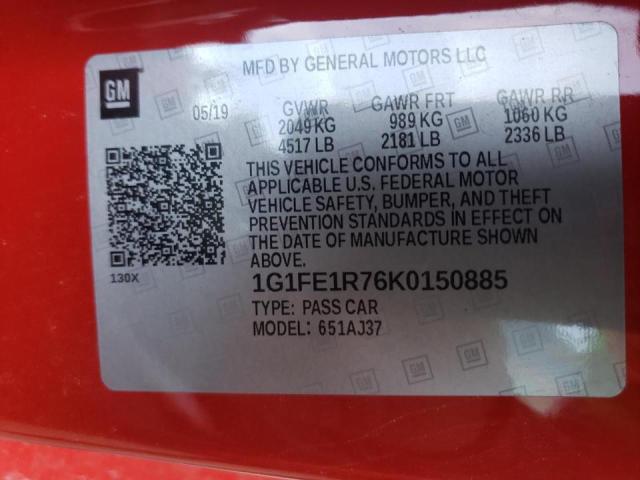 GM
MFD BY GENERAL MOTORS LLC
05/19 GVWR GAWR FRT GAWR RR
2049 KG 989 KG 1060 KG
4517 LB 2181 LB 2336 LB
THIS VEHICLE CONFORMS TO ALL
APPLICABLE U.S. FEDERAL MOTOR
VEHICLE SAFETY, BUMPER, AND THEFT
PREVENTION STANDARDS IN EFFECT ON
THE DATE OF MANUFACTURE SHOWN
ABOVE.
130X
1G1FE1R76K0150885
TYPE: PASS CAR
MODEL: 651AJ37